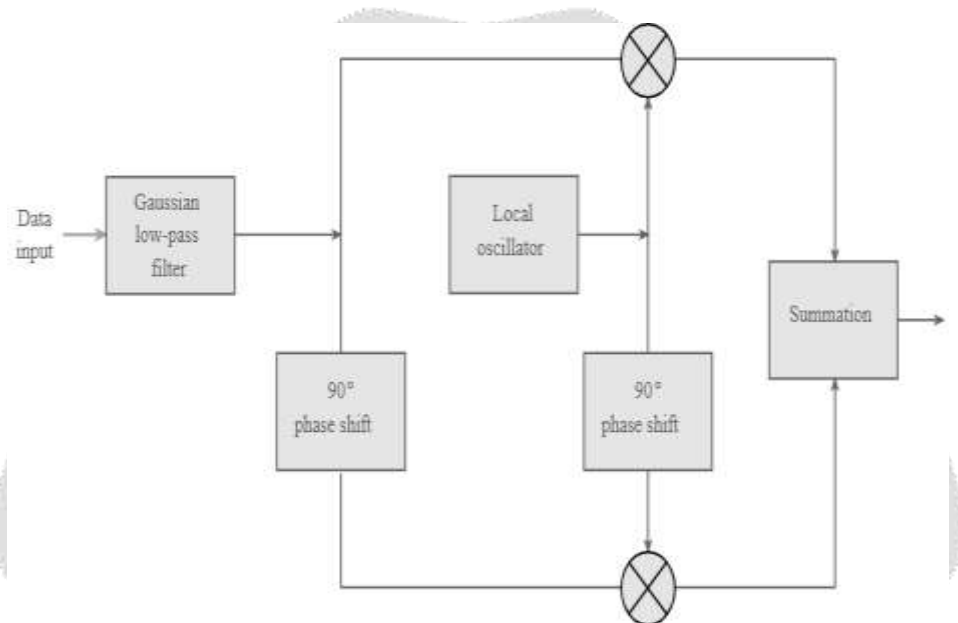 Data
input
Gaussian
low-pass
filter
Local
oscillator
Summation
90°
phase shift
90°
phase shift